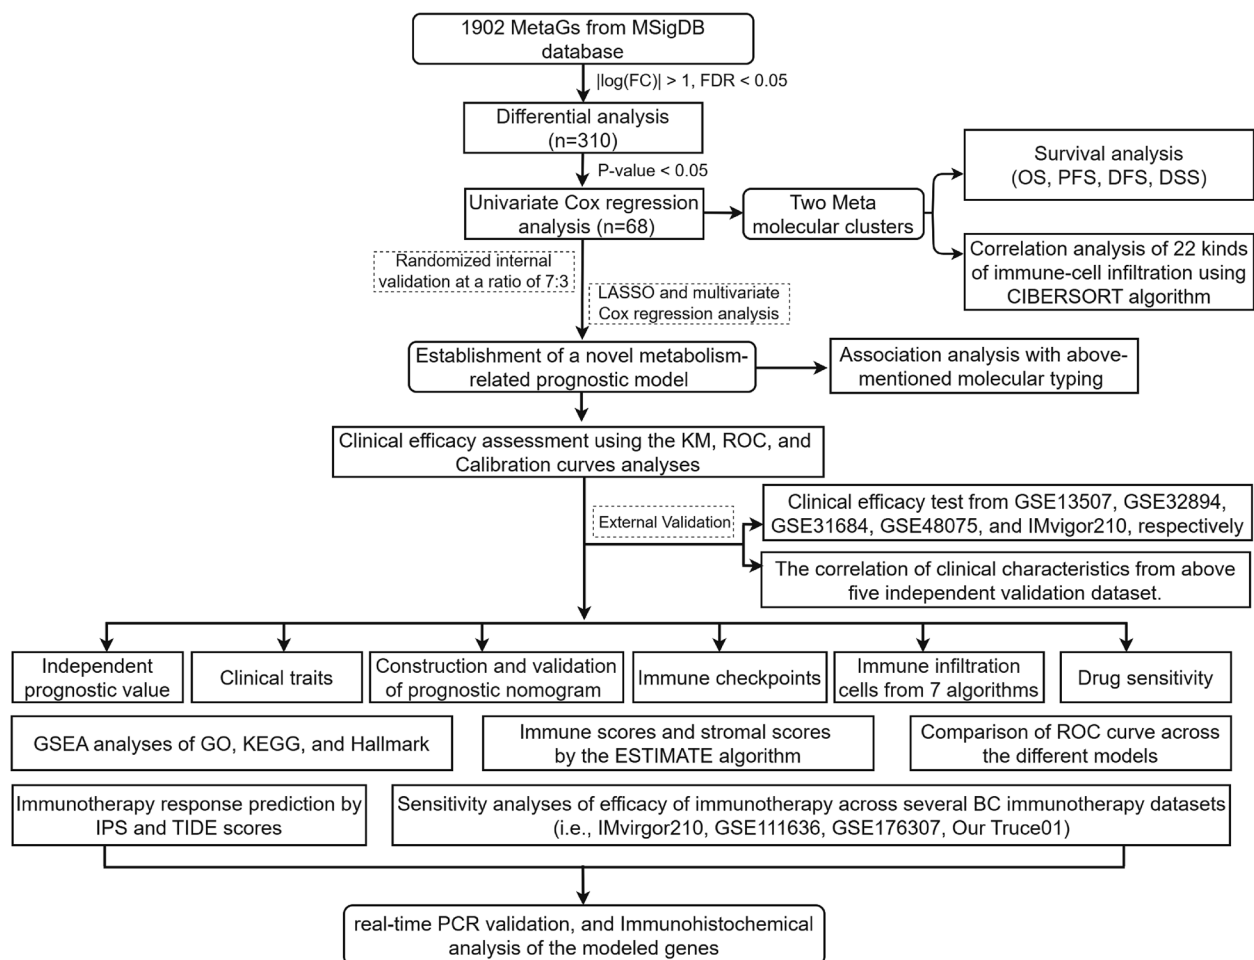 1902 MetaGs from MSigDB
database
|log(FC)| > 1, FDR < 0.05
Differential analysis
(n=310)
P-value < 0.05
Univariate Cox regression
analysis (n=68)
Two Meta
molecular clusters
Survival analysis
(OS, PFS, DFS, DSS)
Correlation analysis of 22 kinds
of immune-cell infiltration using
CIBERSORT algorithm
Randomized internal
validation at a ratio of 7:3
LASSO and multivariate
Cox regression analysis
Establishment of a novel metabolism-
related prognostic model
Association analysis with above-
mentioned molecular typing
Clinical efficacy assessment using the KM, ROC, and
Calibration curves analyses
External Validation
Clinical efficacy test from GSE13507, GSE32894,
GSE31684, GSE48075, and IMvigor210, respectively
The correlation of clinical characteristics from above
five independent validation dataset.
Independent
prognostic value
Clinical traits
Construction and validation
of prognostic nomogram
Immune checkpoints
Immune infiltration
cells from 7 algorithms
Drug sensitivity
GSEA analyses of GO, KEGG, and Hallmark
Immune scores and stromal scores
by the ESTIMATE algorithm
Comparison of ROC curve across
the different models
Immunotherapy response prediction by
IPS and TIDE scores
Sensitivity analyses of efficacy of immunotherapy across several BC immunotherapy datasets
(i.e., IMvirgor210, GSE111636, GSE176307, Our Truce01)
real-time PCR validation, and Immunohistochemical
analysis of the modeled genes